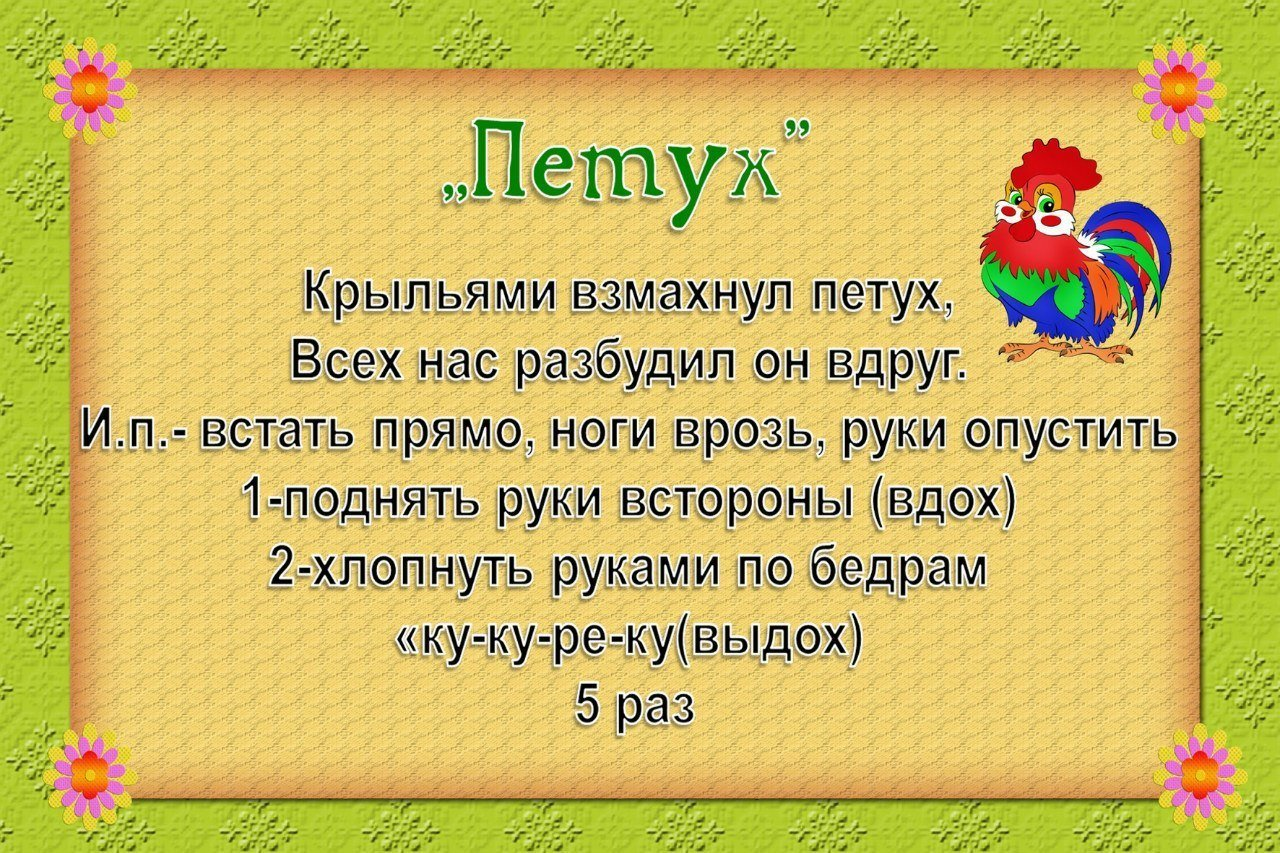 „Петух”
Крыльями взмахнул петух,
Всех нас разбудил он вдруг.
И.п.- встать прямо, ноги врозь, руки опустить
1-поднять руки встороны (вдох)
2-хлопнуть руками по бедрам
«ку-ку-ре-ку(выдох)
5 раз